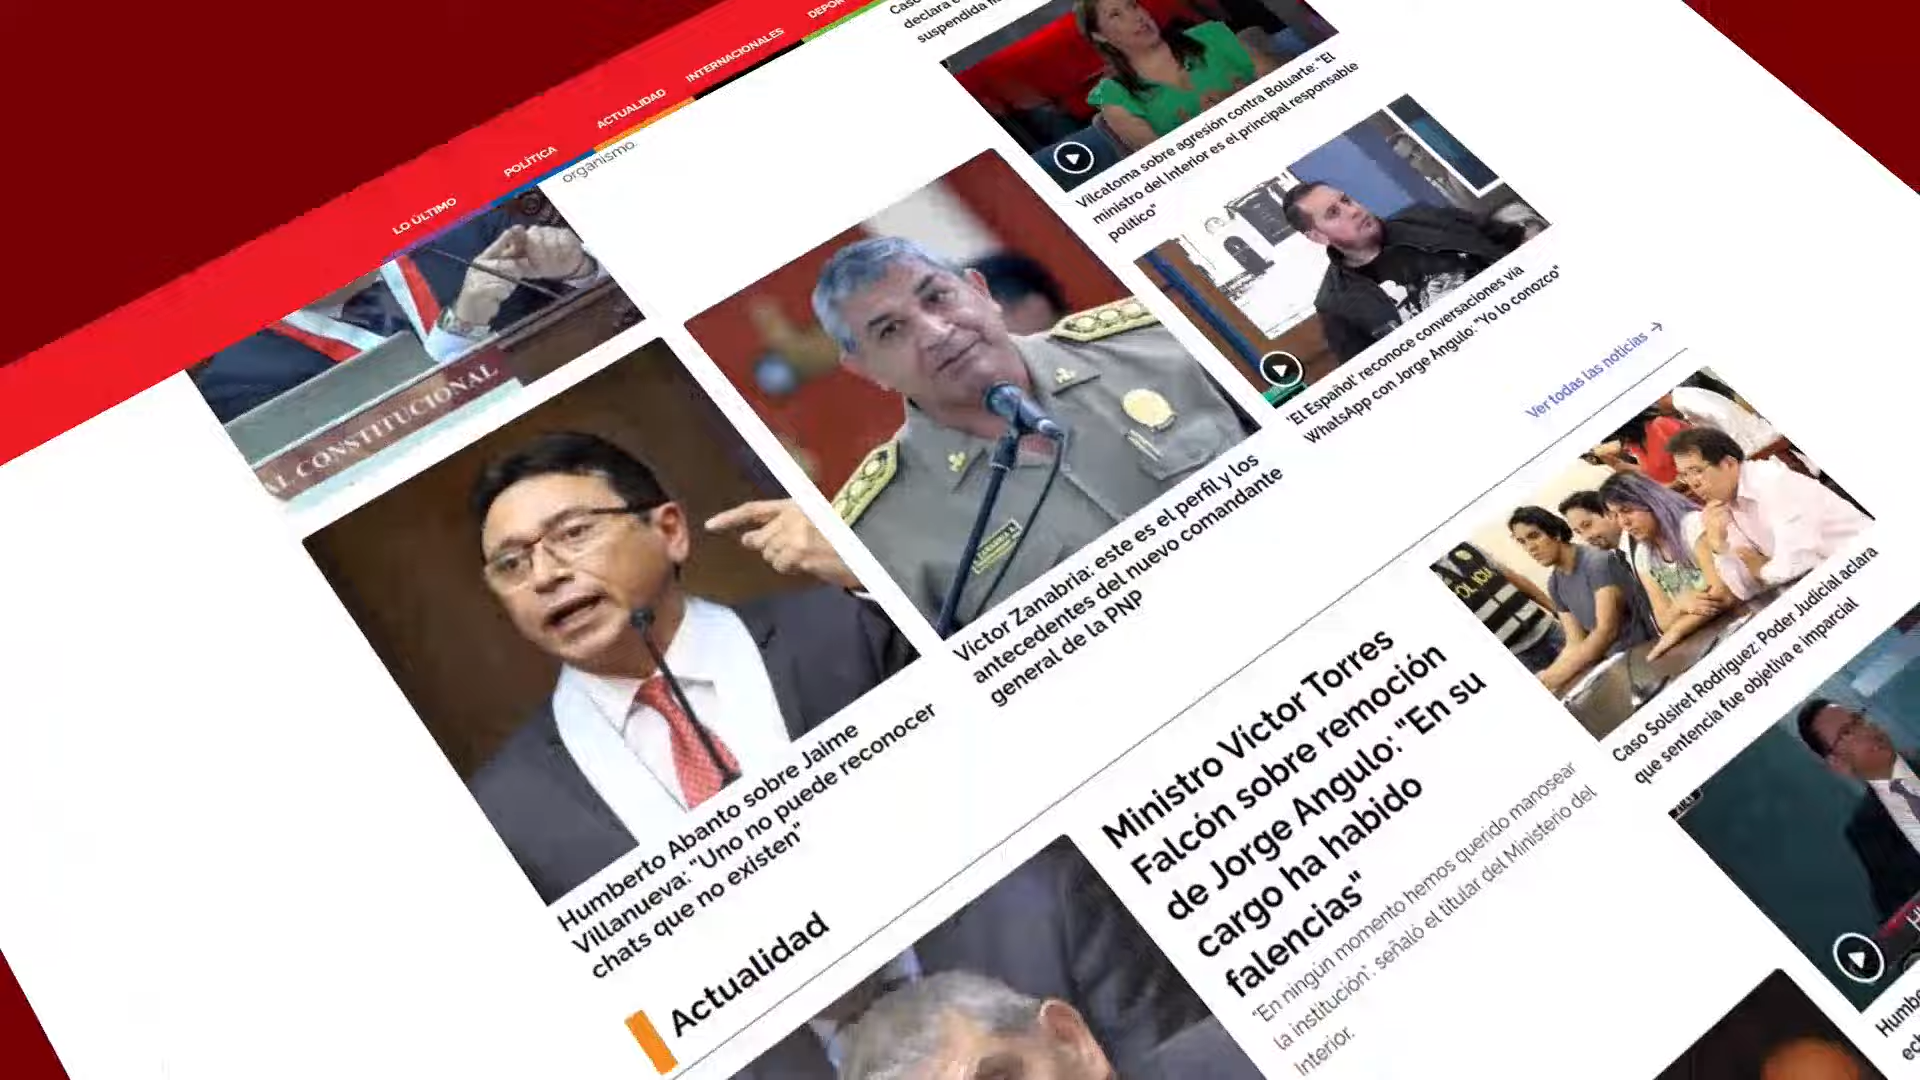 LO ÚLTIMO
POLÍTICA
ACTUALIDAD
INTERNACIONALES
organismo.
Caso
declara
suspendida
Vilcatoma sobre agresión contra Boluarte: "El
ministro del Interior es el principal responsable
político"
'El Español' reconoce conversaciones vía
WhatsApp con Jorge Angulo: "Yo lo conozco"
Ver todas las noticias →
AL CONSTITUCIONAL
Víctor Zanabria: este es el perfil y los
antecedentes del nuevo comandante
general de la PNP
Humberto Abanto sobre Jaime
Villanueva: "Uno no puede reconocer
chats que no existen"
Actualidad
Ministro Víctor Torres
Falcón sobre remoción
de Jorge Angulo: "En su
cargo ha habido
falencias"
"En ningún momento hemos querido manosear
la institución", señaló el titular del Ministerio del
Interior.
Caso Solsiret Rodríguez: Poder Judicial aclara
que sentencia fue objetiva e imparcial